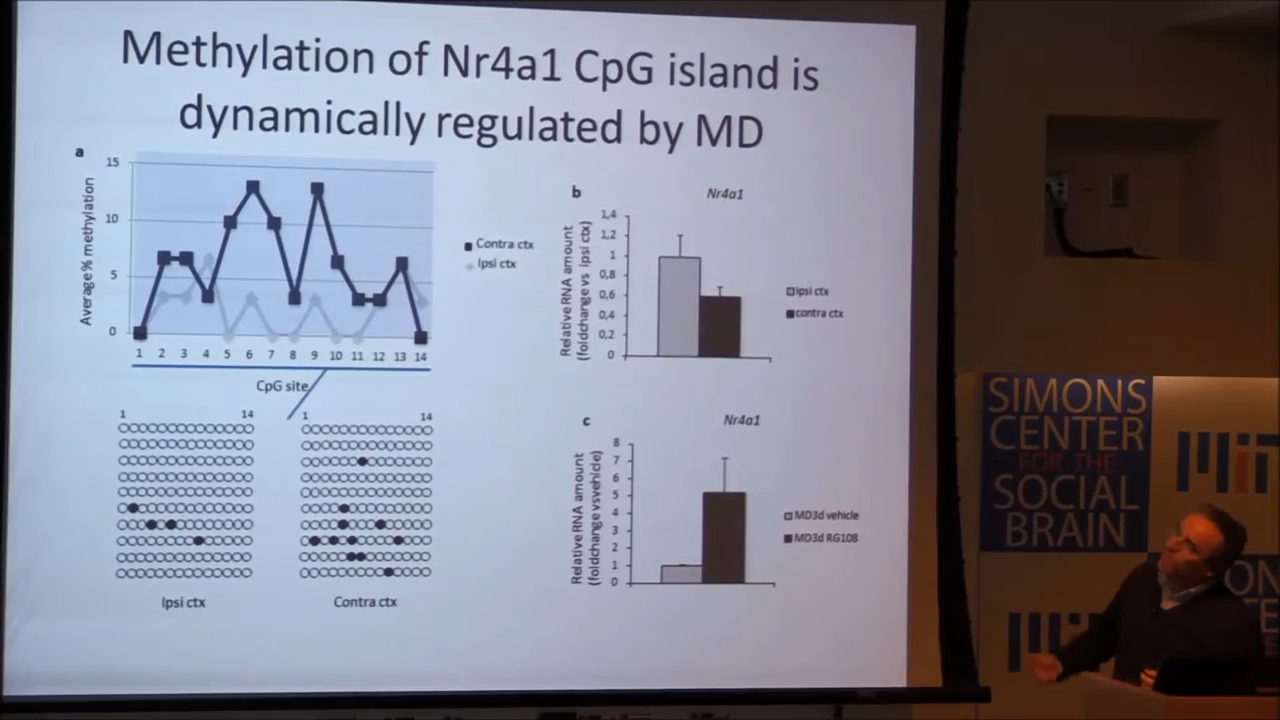 Methylation of Nr4a1 CpG island is
dynamically regulated by MD
a
15
10
5
0
Average % methylation
1 2 3 4 5 6 7 8 9 10 11 12 13 14
CpG site
Contra ctx
Ipsi ctx
1 14
Ipsi ctx
1 14
Contra ctx
b
Nr4a1
Relative RNA amount
(foldchange vs ipsi ctx)
1,4
1,2
1
0,8
0,6
0,4
0,2
0
ipsi ctx
contra ctx
c
Nr4a1
Relative RNA amount
(foldchange vsvehicle)
8
7
6
5
4
3
2
1
0
MD3d vehicle
MD3d RG108
SIMONS
CENTER
FOR THE
SOCIAL
BRAIN
MIT
ON